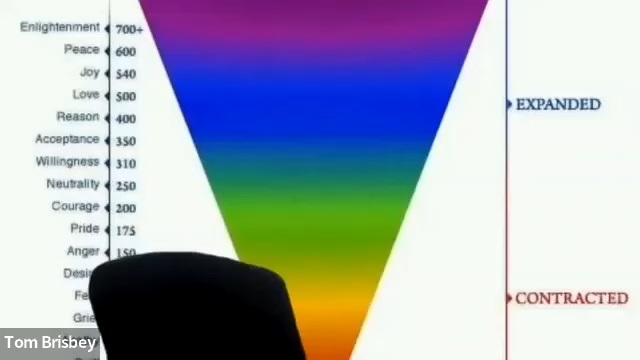 Enlightenment 700+
Peace 600
Joy 540
Love 500
Reason 400
Acceptance 350
Willingness 310
Neutrality 250
Courage 200
Pride 175
Anger 150
EXPANDED
CONTRACTED
Tom Brisbey